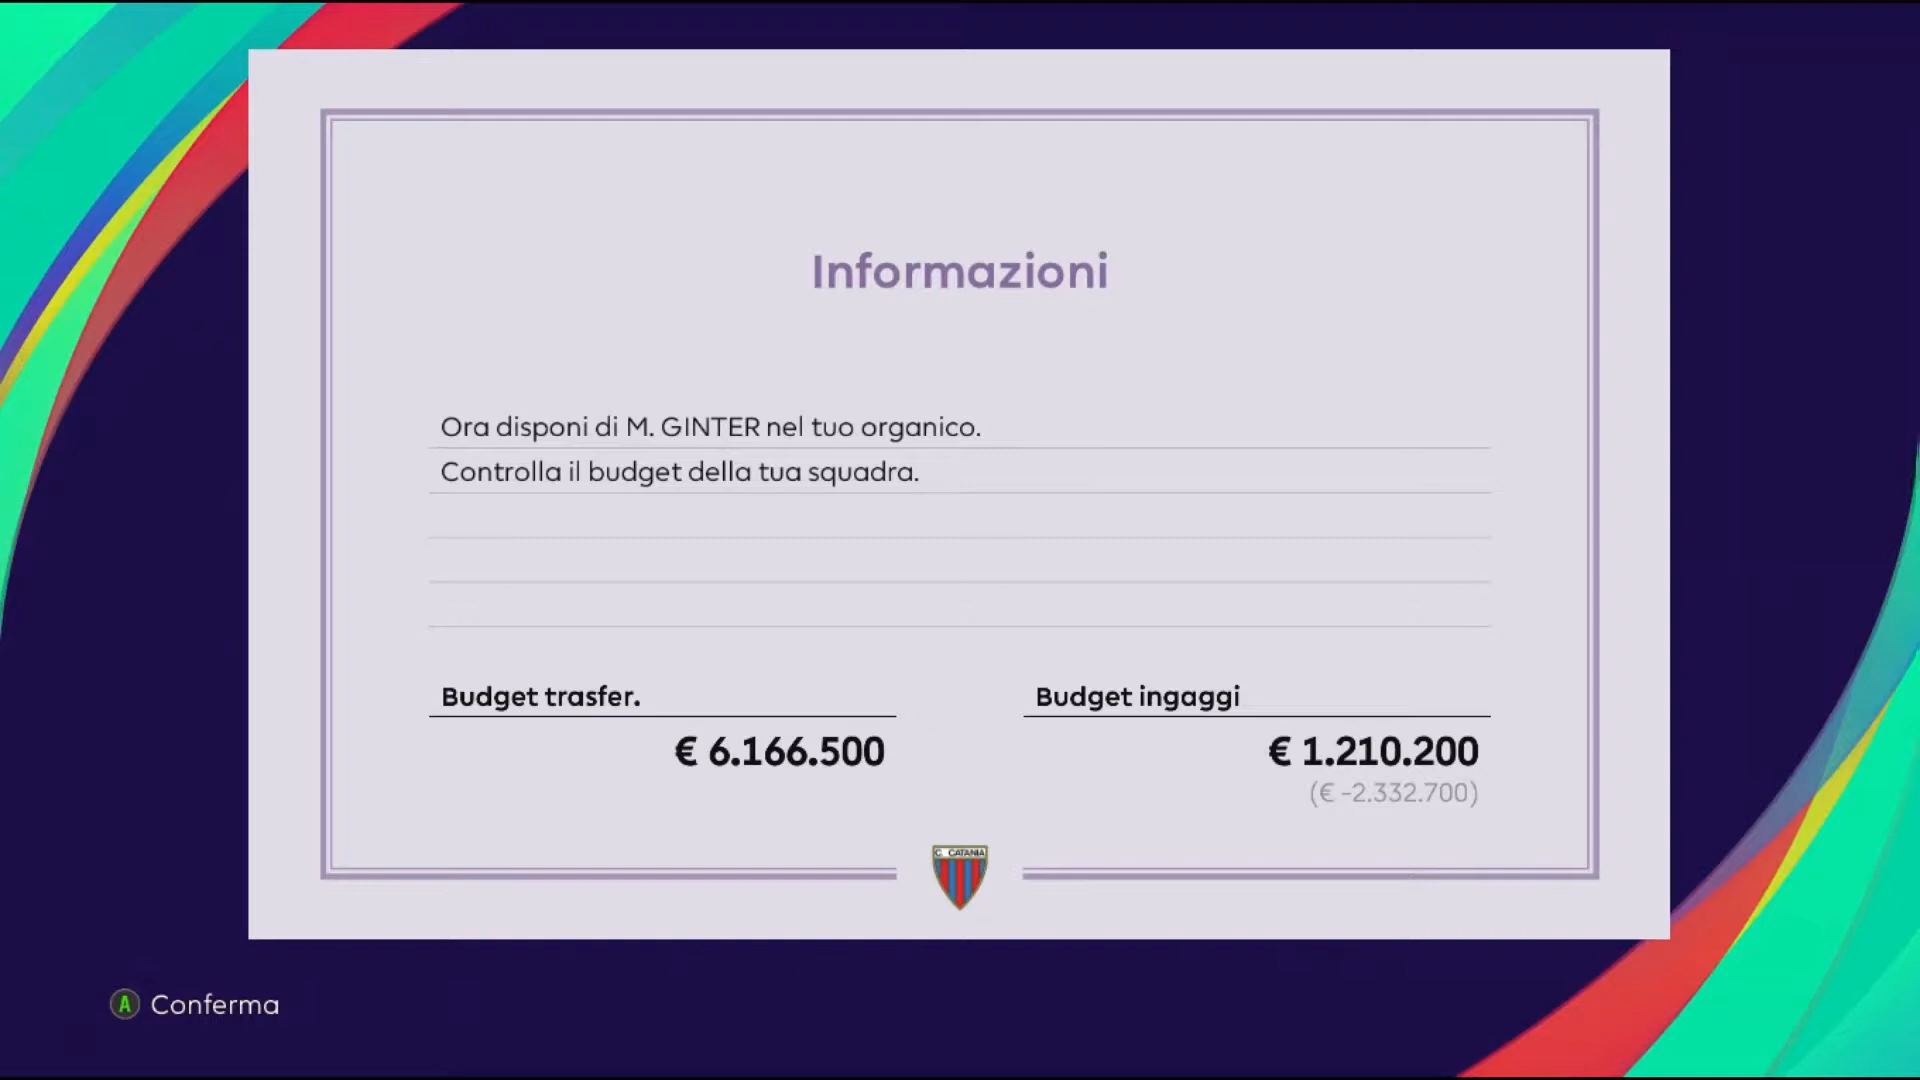 Informazioni
Ora disponi di M. GINTER nel tuo organico.
Controlla il budget della tua squadra.
Budget trasfer.
€ 6.166.500
Budget ingaggi
€ 1.210.200
(€ -2.332.700)
C. CATANIA
A Conferma